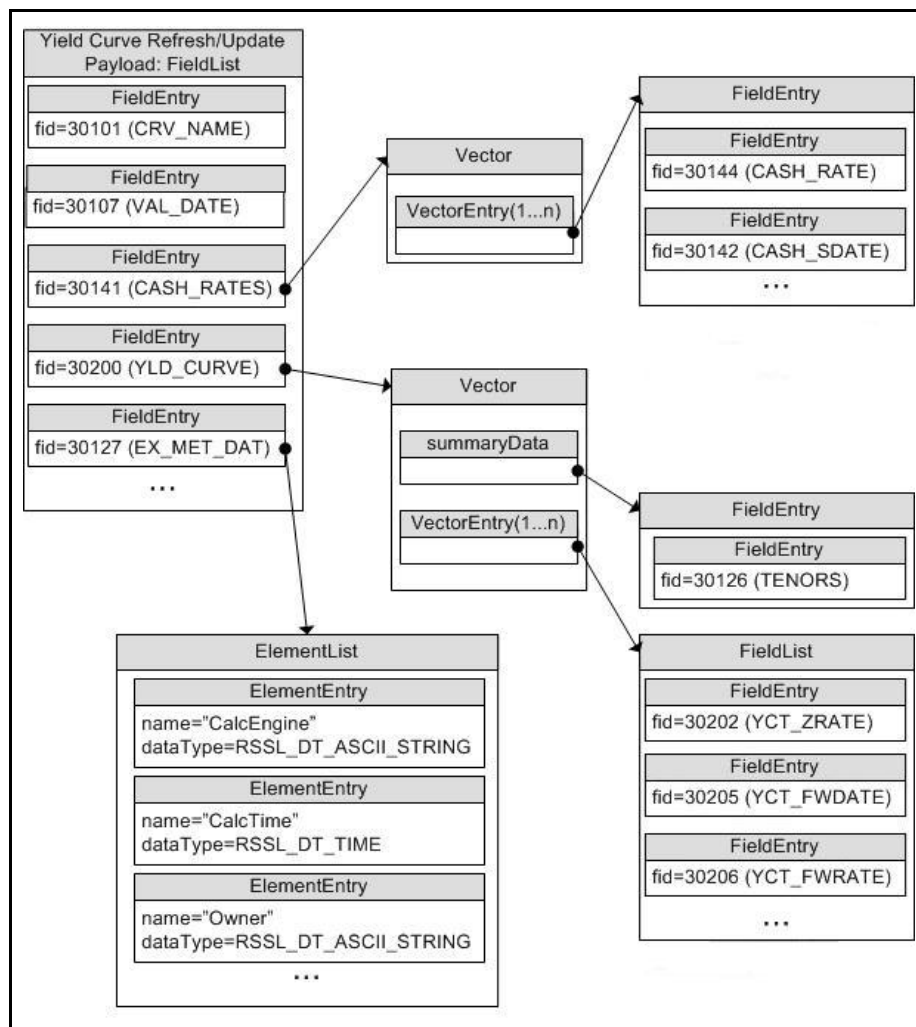 Yield Curve Refresh/Update
Payload: FieldList
FieldEntry
fid=30101 (CRV_NAME)
FieldEntry
fid=30107 (VAL_DATE)
FieldEntry
fid=30141 (CASH_RATES)
FieldEntry
fid=30200 (YLD_CURVE)
FieldEntry
fid=30127 (EX_MET_DAT)
...
Vector
VectorEntry(1...n)
FieldEntry
FieldEntry
fid=30144 (CASH_RATE)
FieldEntry
fid=30142 (CASH_SDATE)
...
Vector
summaryData
VectorEntry(1...n)
FieldEntry
FieldEntry
fid=30126 (TENORS)
FieldList
FieldEntry
fid=30202 (YCT_ZRATE)
FieldEntry
fid=30205 (YCT_FWDATE)
FieldEntry
fid=30206 (YCT_FWRATE)
...
ElementList
ElementEntry
name="CalcEngine"
dataType=RSSL_DT_ASCII_STRING
ElementEntry
name="CalcTime"
dataType=RSSL_DT_TIME
ElementEntry
name="Owner"
dataType=RSSL_DT_ASCII_STRING
...